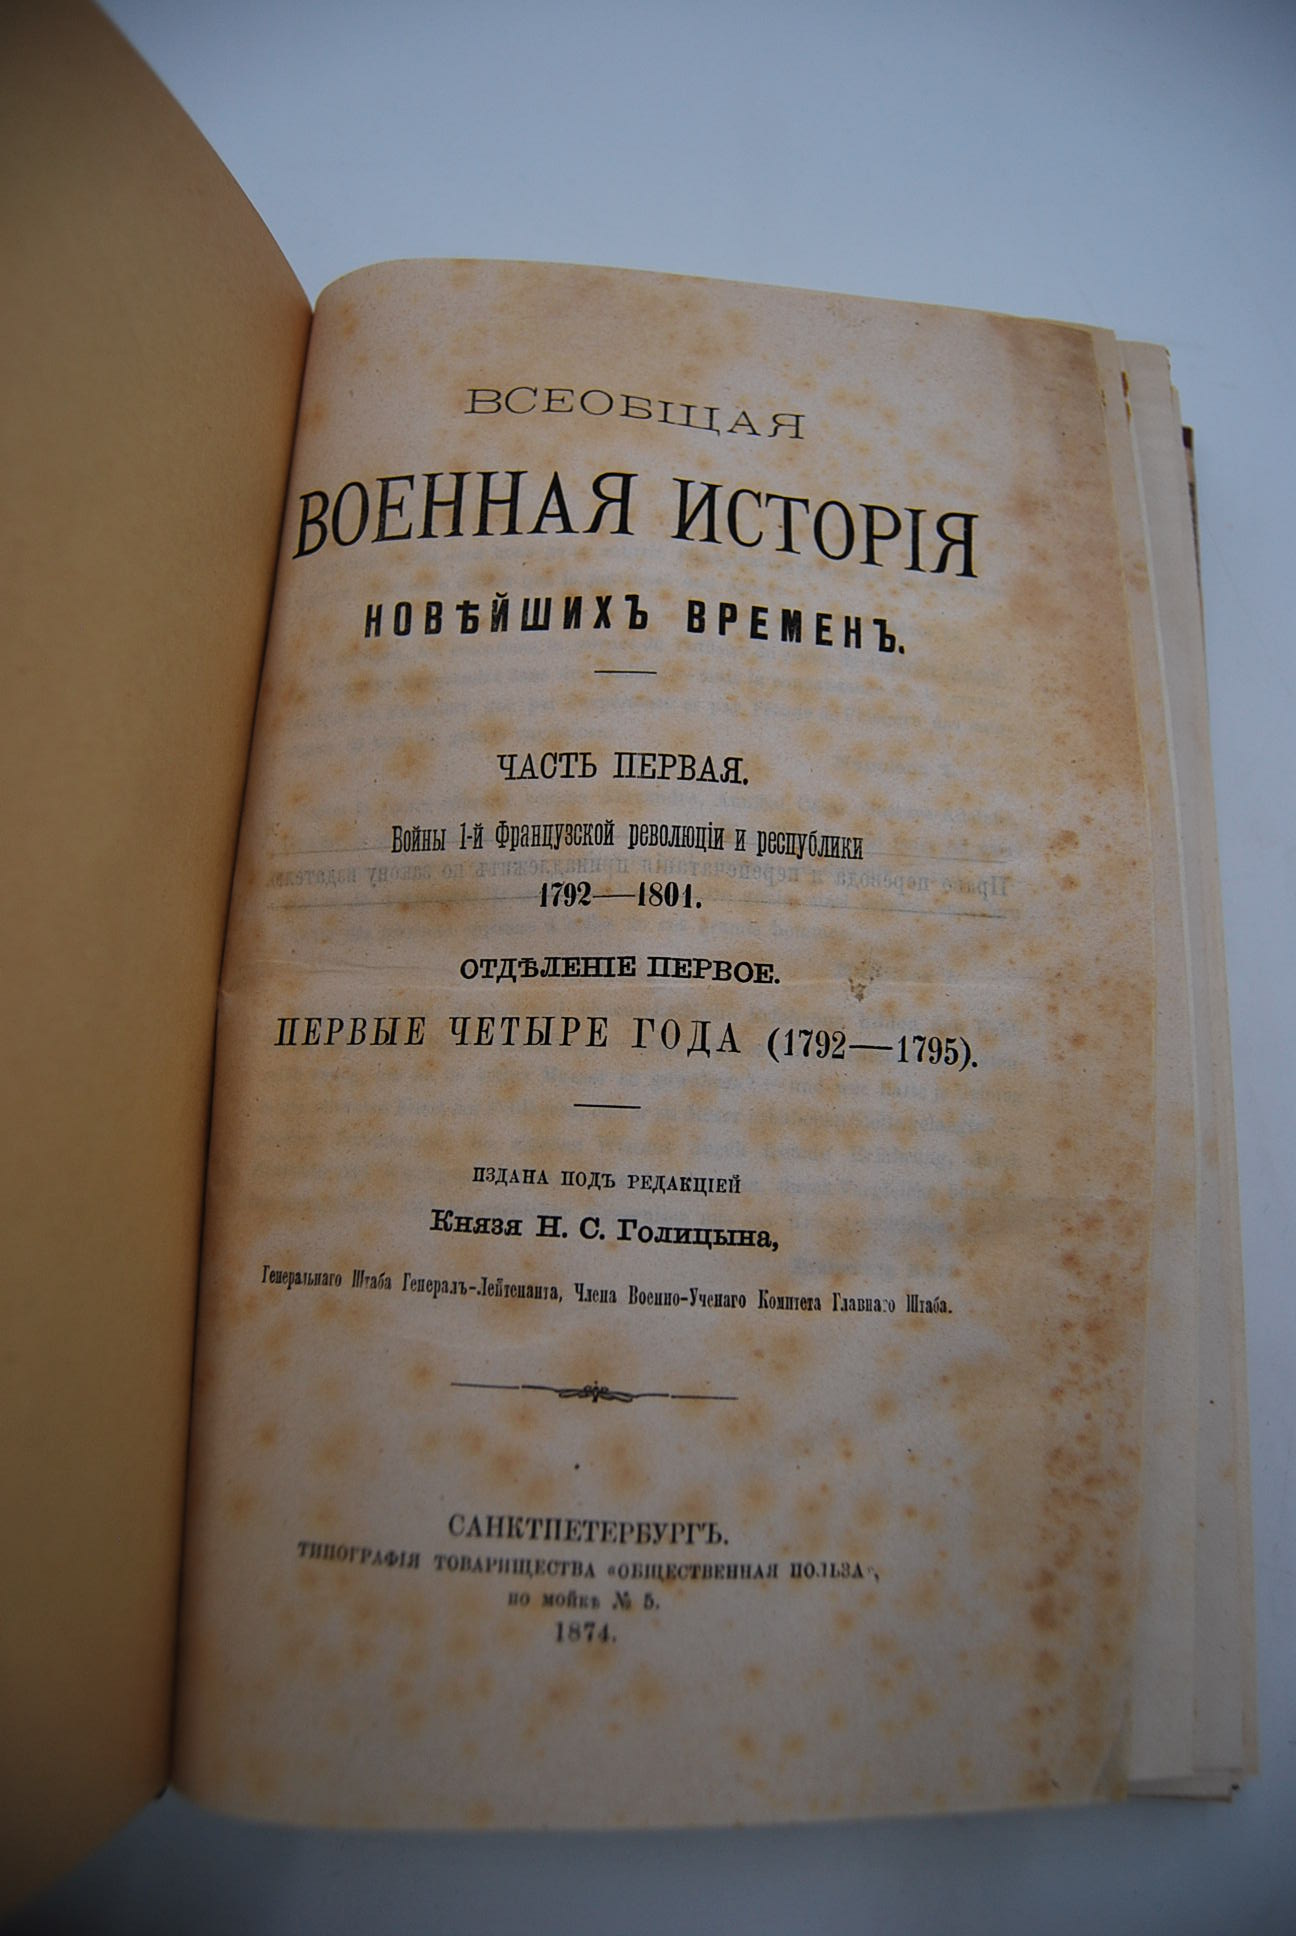 ВСЕОБЩАЯ
ВОЕННАЯ ИСТОРІЯ
НОВѢЙШИХЪ ВРЕМЕНЪ.
ЧАСТЬ ПЕРВАЯ.
Войны 1-й Французской революціи и республики
1792—1801.
ОТДѢЛЕНІЕ ПЕРВОЕ.
ПЕРВЫЕ ЧЕТЫРЕ ГОДА (1792—1795).
ИЗДАНА ПОДЪ РЕДАКЦІЕЙ
Князя Н. С. Голицына,
Генеральнаго Штаба Генералъ-Лейтенанта, Члена Военно-Ученаго Комитета Главнаго Штаба.
САНКТПЕТЕРБУРГЪ.
ТИПОГРАФІЯ ТОВАРИЩЕСТВА «ОБЩЕСТВЕННАЯ ПОЛЬЗА»,
по мойкѣ № 5.
1874.